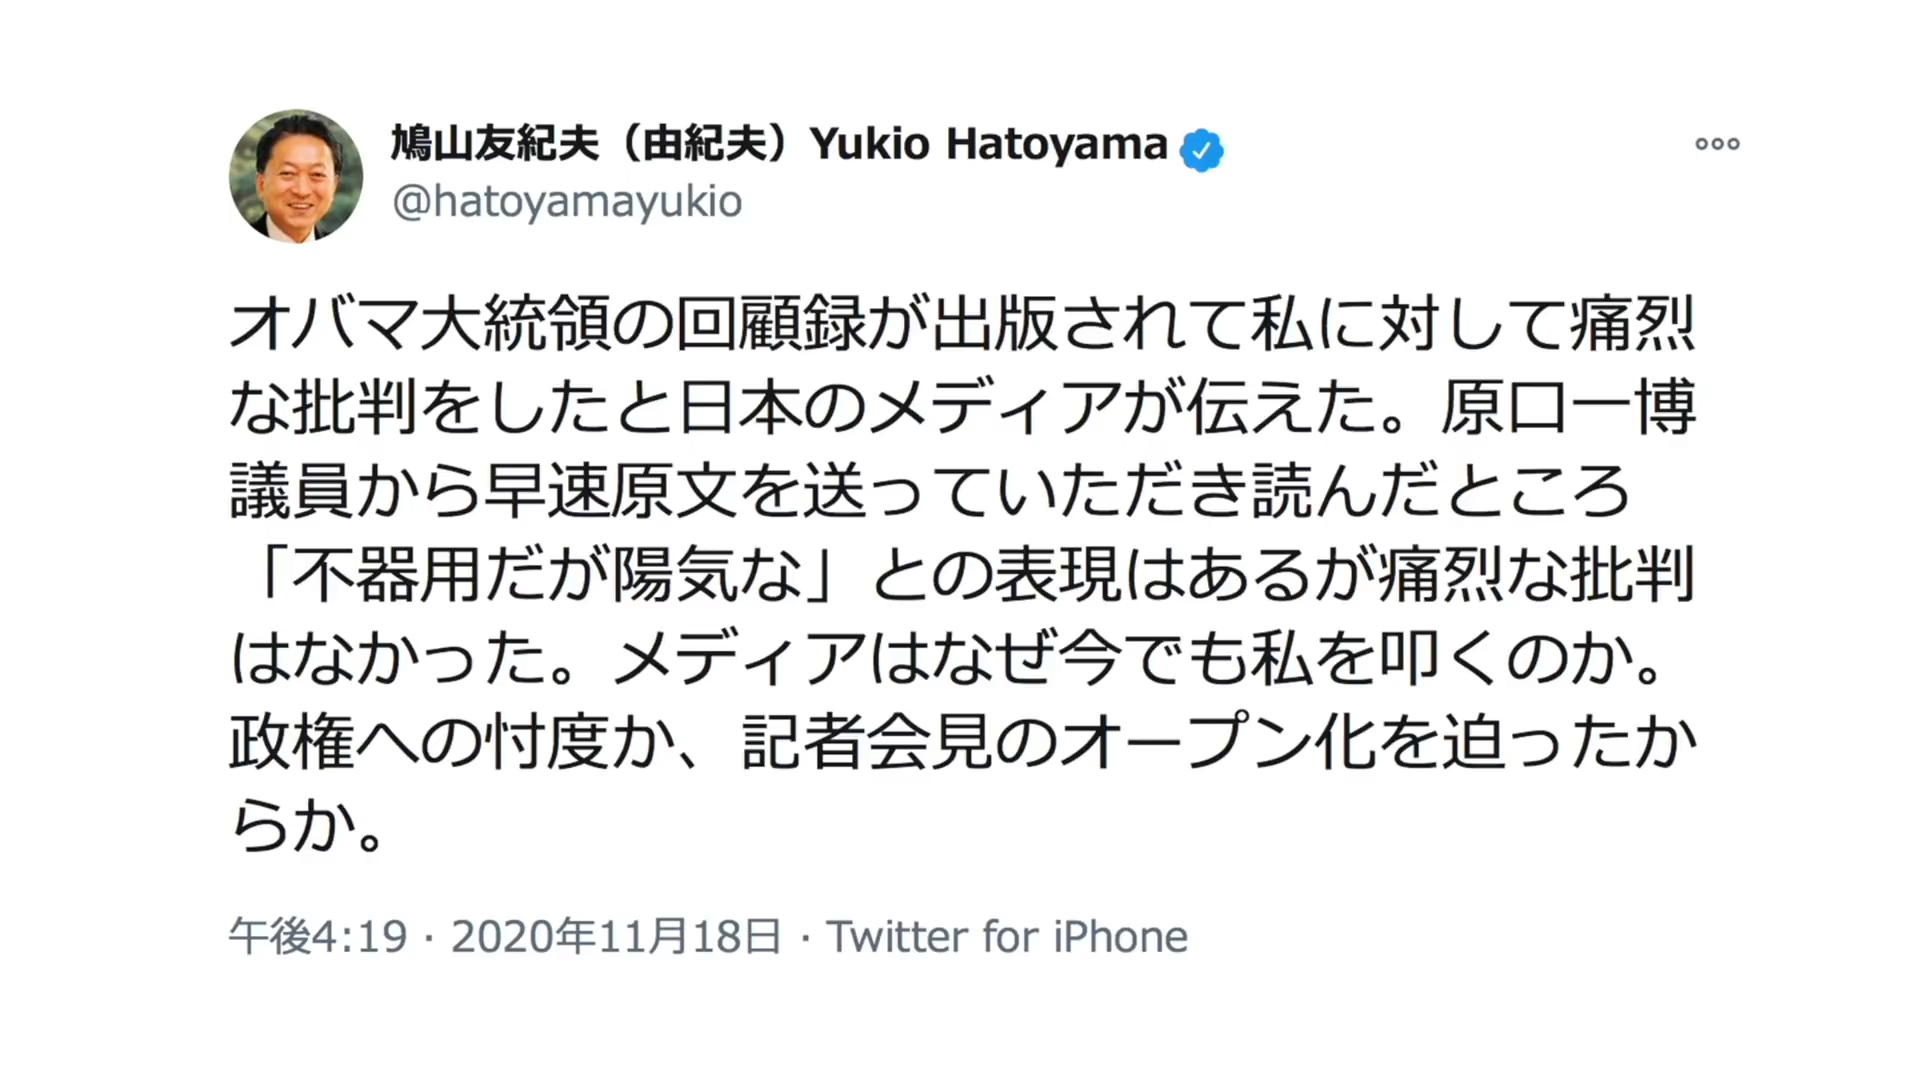 鳩山友紀夫（由紀夫）Yukio Hatoyama
@hatoyamayukio
オバマ大統領の回顧録が出版されて私に対して痛烈
な批判をしたと日本のメディアが伝えた。原口一博
議員から早速原文を送っていただき読んだところ
「不器用だが陽気な」との表現はあるが痛烈な批判
はなかった。メディアはなぜ今でも私を叩くのか。
政権への忖度か、記者会見のオープン化を迫ったか
らか。
午後4:19 · 2020年11月18日 · Twitter for iPhone